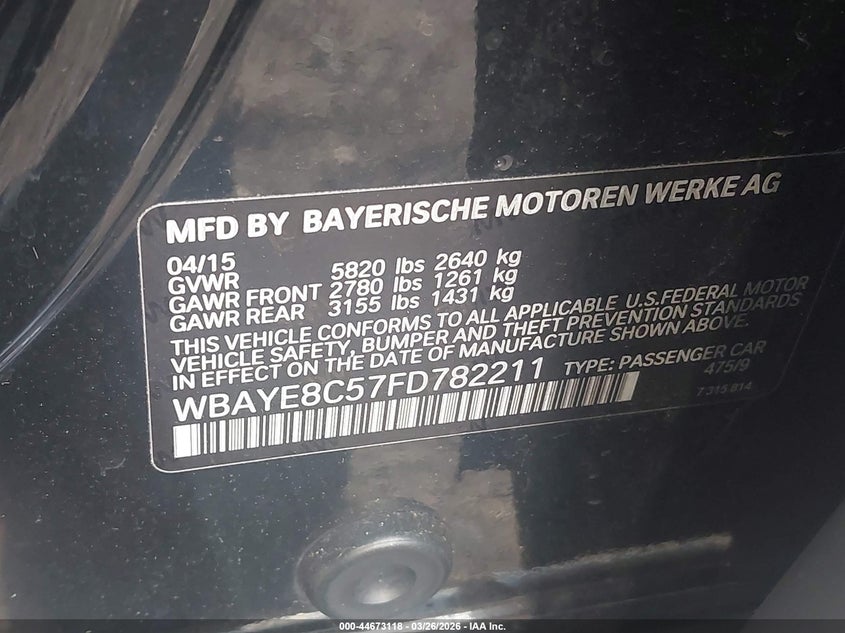 MFD BY BAYERISCHE MOTOREN WERKE AG
04/15
GVWR 5820 lbs 2640 kg
GAWR FRONT 2780 lbs 1261 kg
GAWR REAR 3155 lbs 1431 kg
THIS VEHICLE CONFORMS TO ALL APPLICABLE U.S.FEDERAL MOTOR
VEHICLE SAFETY, BUMPER AND THEFT PREVENTION STANDARDS
IN EFFECT ON THE DATE OF MANUFACTURE SHOWN ABOVE.
WBAYE8C57FD782211 TYPE: PASSENGER CAR
475/9
7 315 814
000-44673118 - 03/26/2026 - IAA Inc.